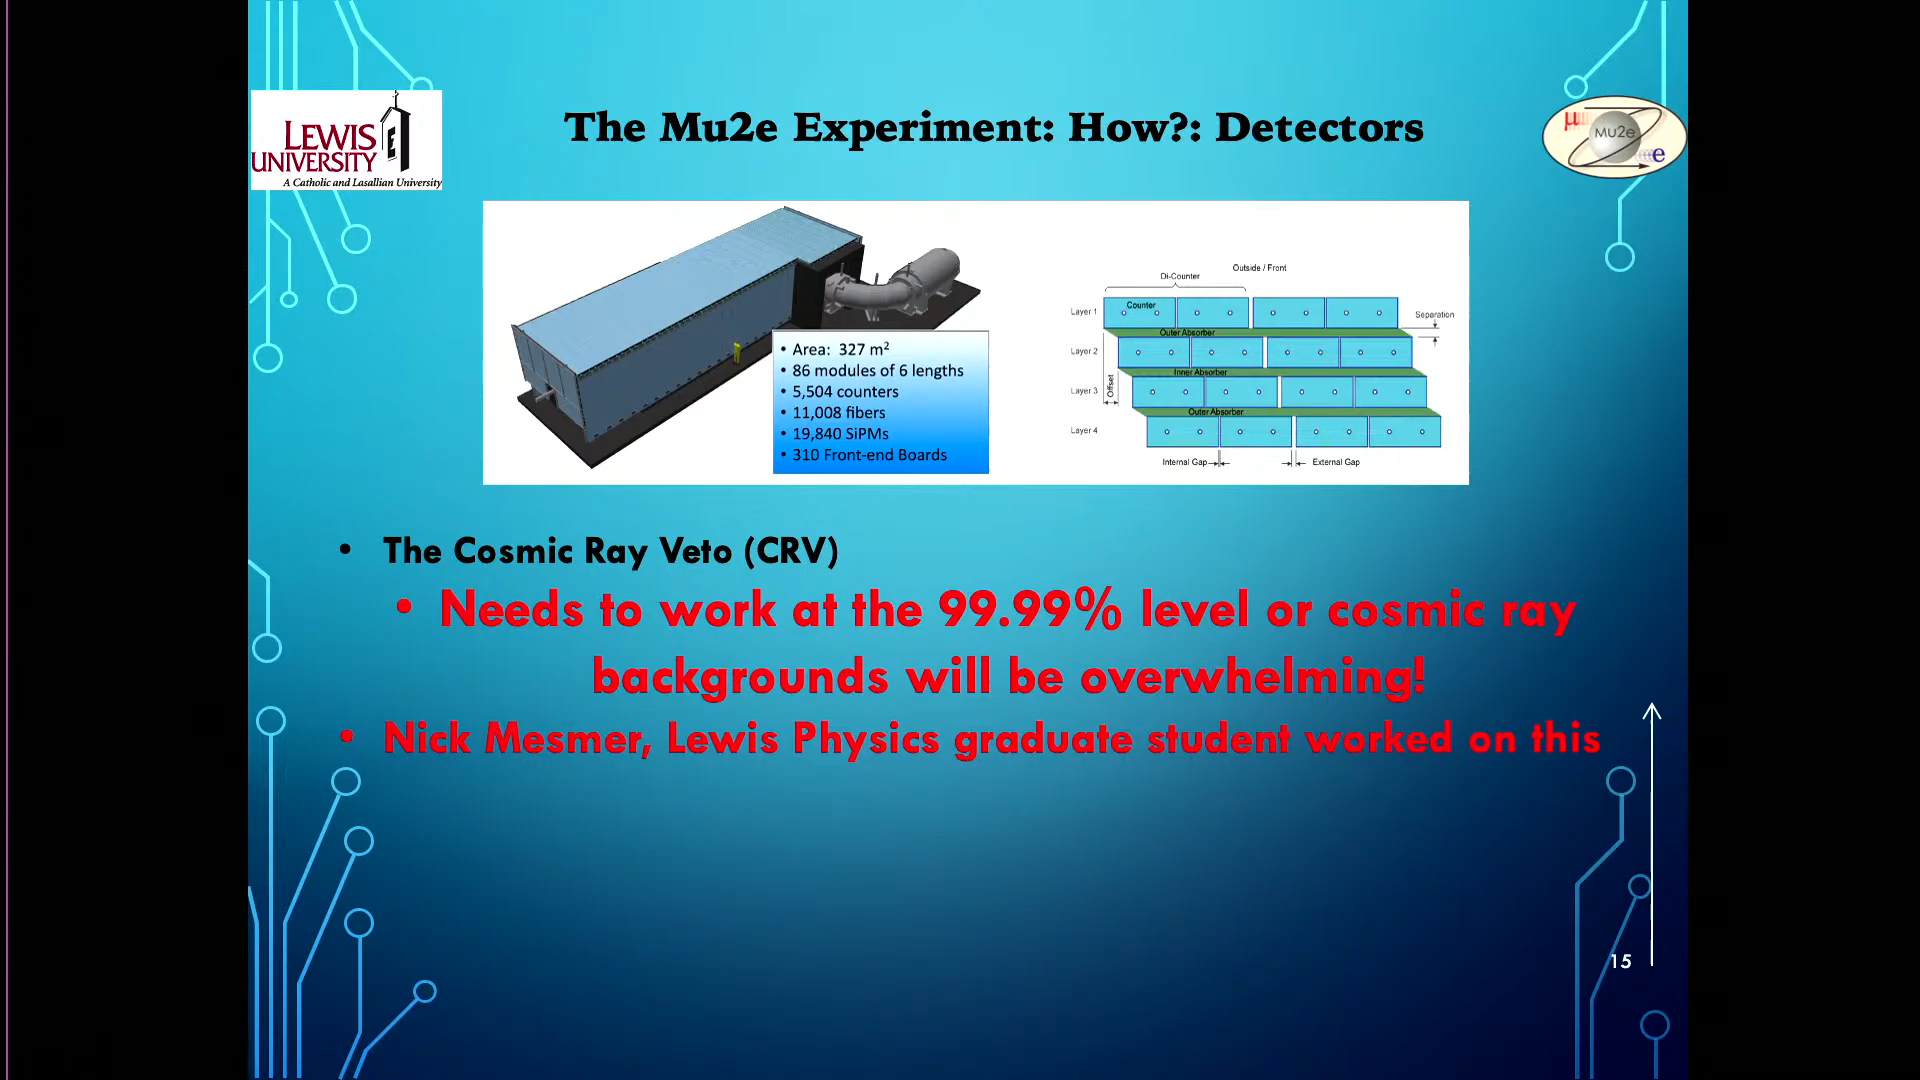 LEWIS
UNIVERSITY
A Catholic and Lasallian University
The Mu2e Experiment: How?: Detectors
μ
Mu2e
e
• Area: 327 m²
• 86 modules of 6 lengths
• 5,504 counters
• 11,008 fibers
• 19,840 SiPMs
• 310 Front-end Boards
Outside / Front
Di-Counter
Layer 1
Counter
Separation
Outer Absorber
Layer 2
Inner Absorber
Layer 3
Offset
Outer Absorber
Layer 4
Internal Gap
External Gap
• The Cosmic Ray Veto (CRV)
• Needs to work at the 99.99% level or cosmic ray
backgrounds will be overwhelming!
• Nick Mesmer, Lewis Physics graduate student worked on this
15